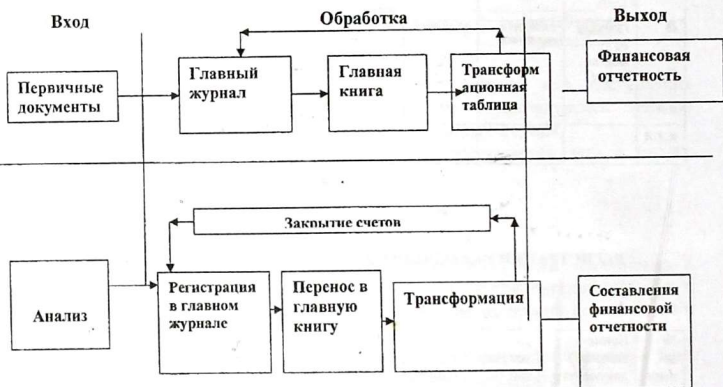 Вход
Обработка
Выход
Первичные
документы
Главный
журнал
Главная
книга
Трансформ
ационная
таблица
Финансовая
отчетность
Закрытие счетов
Анализ
Регистрация
в главном
журнале
Перенос в
главную
книгу
Трансформация
Составления
финансовой
отчетности